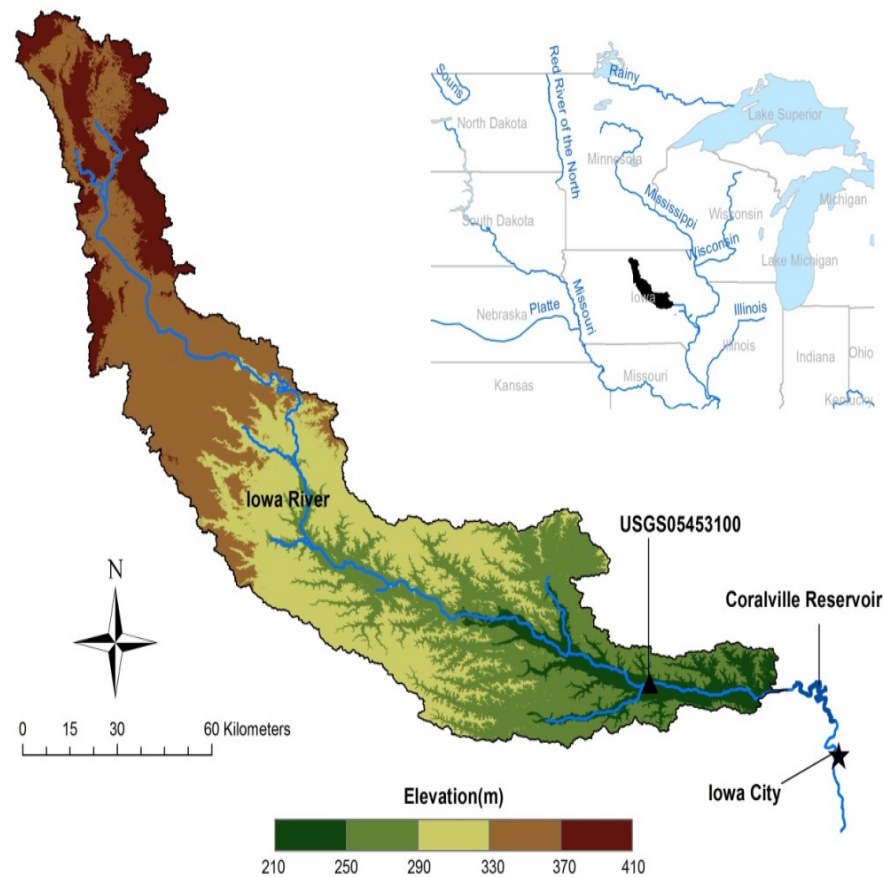 Souris
Red River of the North
Rainy
Lake Superior
North Dakota
Minnesota
Mississippi
Wisconsin
Michigan
South Dakota
Wisconsin
Lake Michigan
Iowa
Nebraska
Platte
Missouri
Illinois
Illinois
Indiana
Ohio
Kansas
Missouri
Kentucky
Iowa River
USGS05453100
Coralville Reservoir
N
0 15 30 60 Kilometers
Iowa City
Elevation(m)
210 250 290 330 370 410